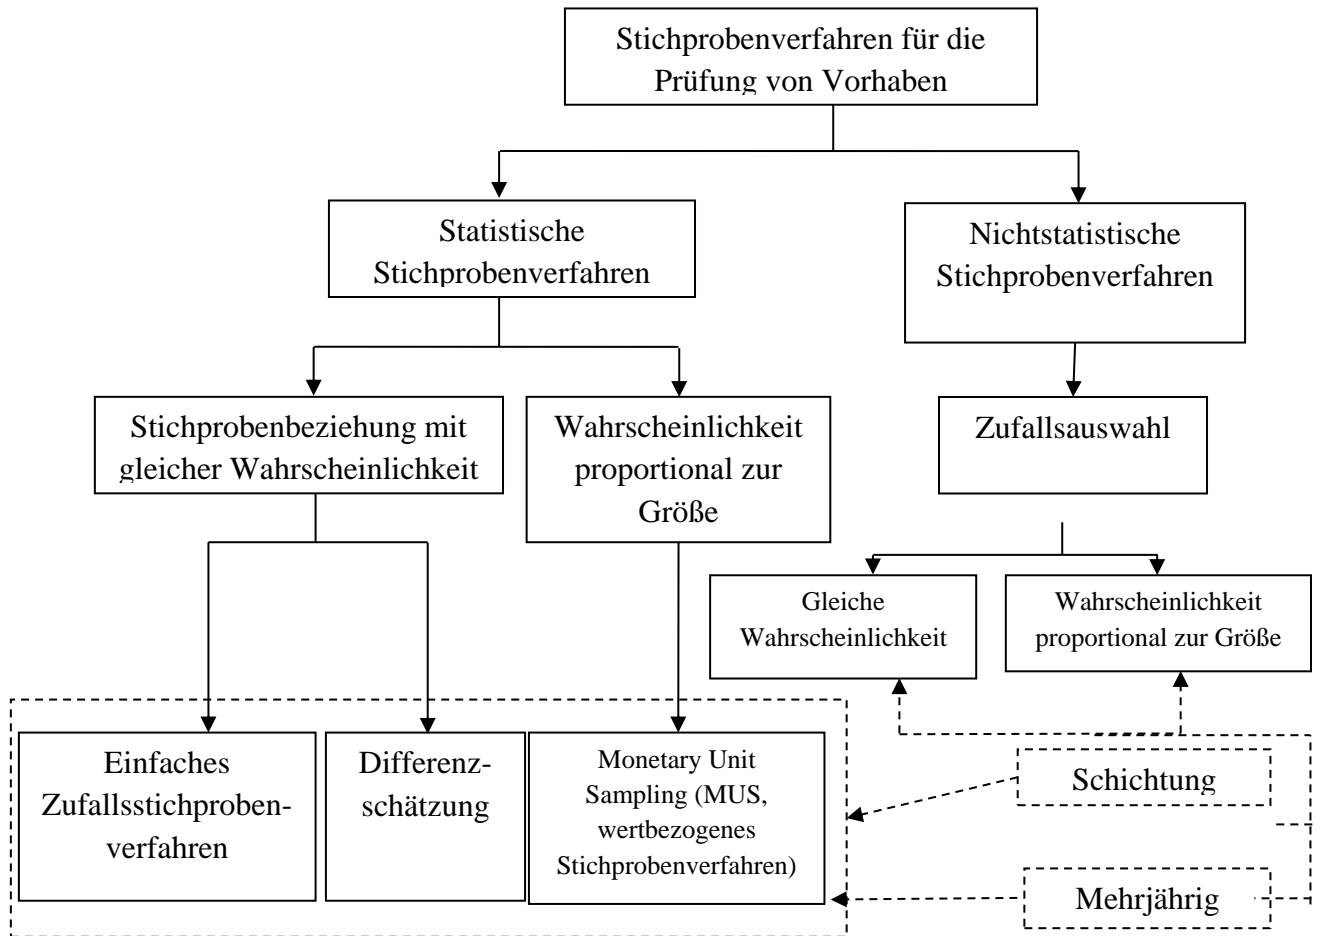 Stichprobenverfahren für die
Prüfung von Vorhaben
Statistische
Stichprobenverfahren
Nichtstatistische
Stichprobenverfahren
Stichprobenbeziehung mit
gleicher Wahrscheinlichkeit
Wahrscheinlichkeit
proportional zur
Größe
Zufallsauswahl
Gleiche
Wahrscheinlichkeit
Wahrscheinlichkeit
proportional zur Größe
Einfaches
Zufallsstichproben-
verfahren
Differenz-
schätzung
Monetary Unit
Sampling (MUS,
wertbezogenes
Stichprobenverfahren)
Schichtung
Mehrjährig